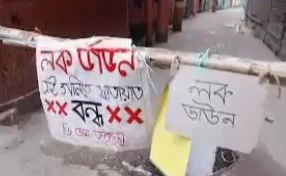 লক ডাউন
এই গলিতে যাতায়াত
বন্ধ
লক
ডাউন